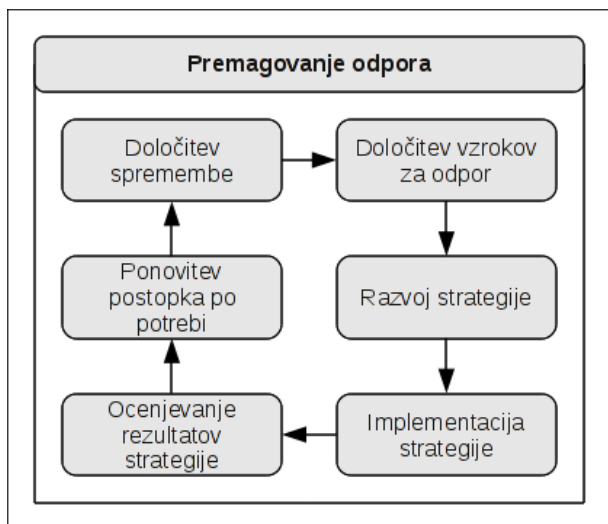 Premagovanje odpora
Določitev
spremembe
Določitev vzrokov
za odpor
Ponovitev
postopka po
potrebi
Razvoj strategije
Ocenjevanje
rezultatov
strategije
Implementacija
strategije